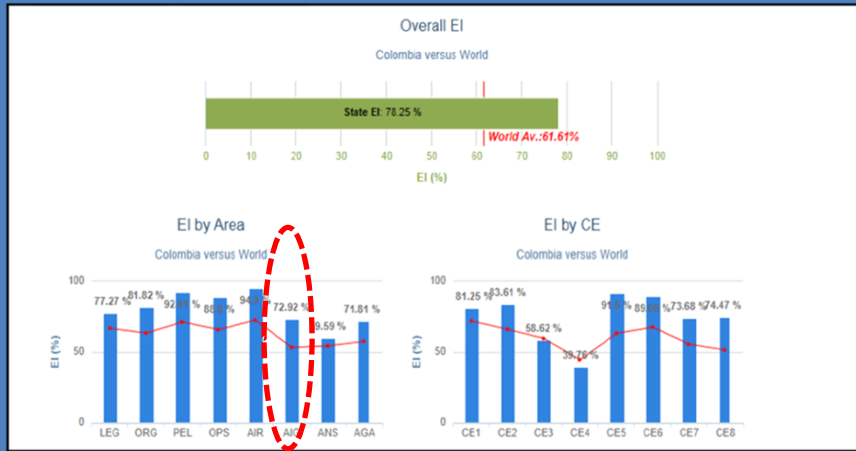 Overall EI
Colombia versus World
State EI: 78.25 %
World Av.:61.61%
0 10 20 30 40 50 60 70 80 90 100
EI (%)
EI by Area
Colombia versus World
100
77.27 % 81.82 % 72.92 % 71.81 %
EI (%)
50
0
LEG ORG PEL OPS AIR AIG ANS AGA
EI by CE
Colombia versus World
100
81.25 % 83.61 % 58.62 % 39.76 % 73.68 % 74.47 %
EI (%)
50
0
CE1 CE2 CE3 CE4 CE5 CE6 CE7 CE8